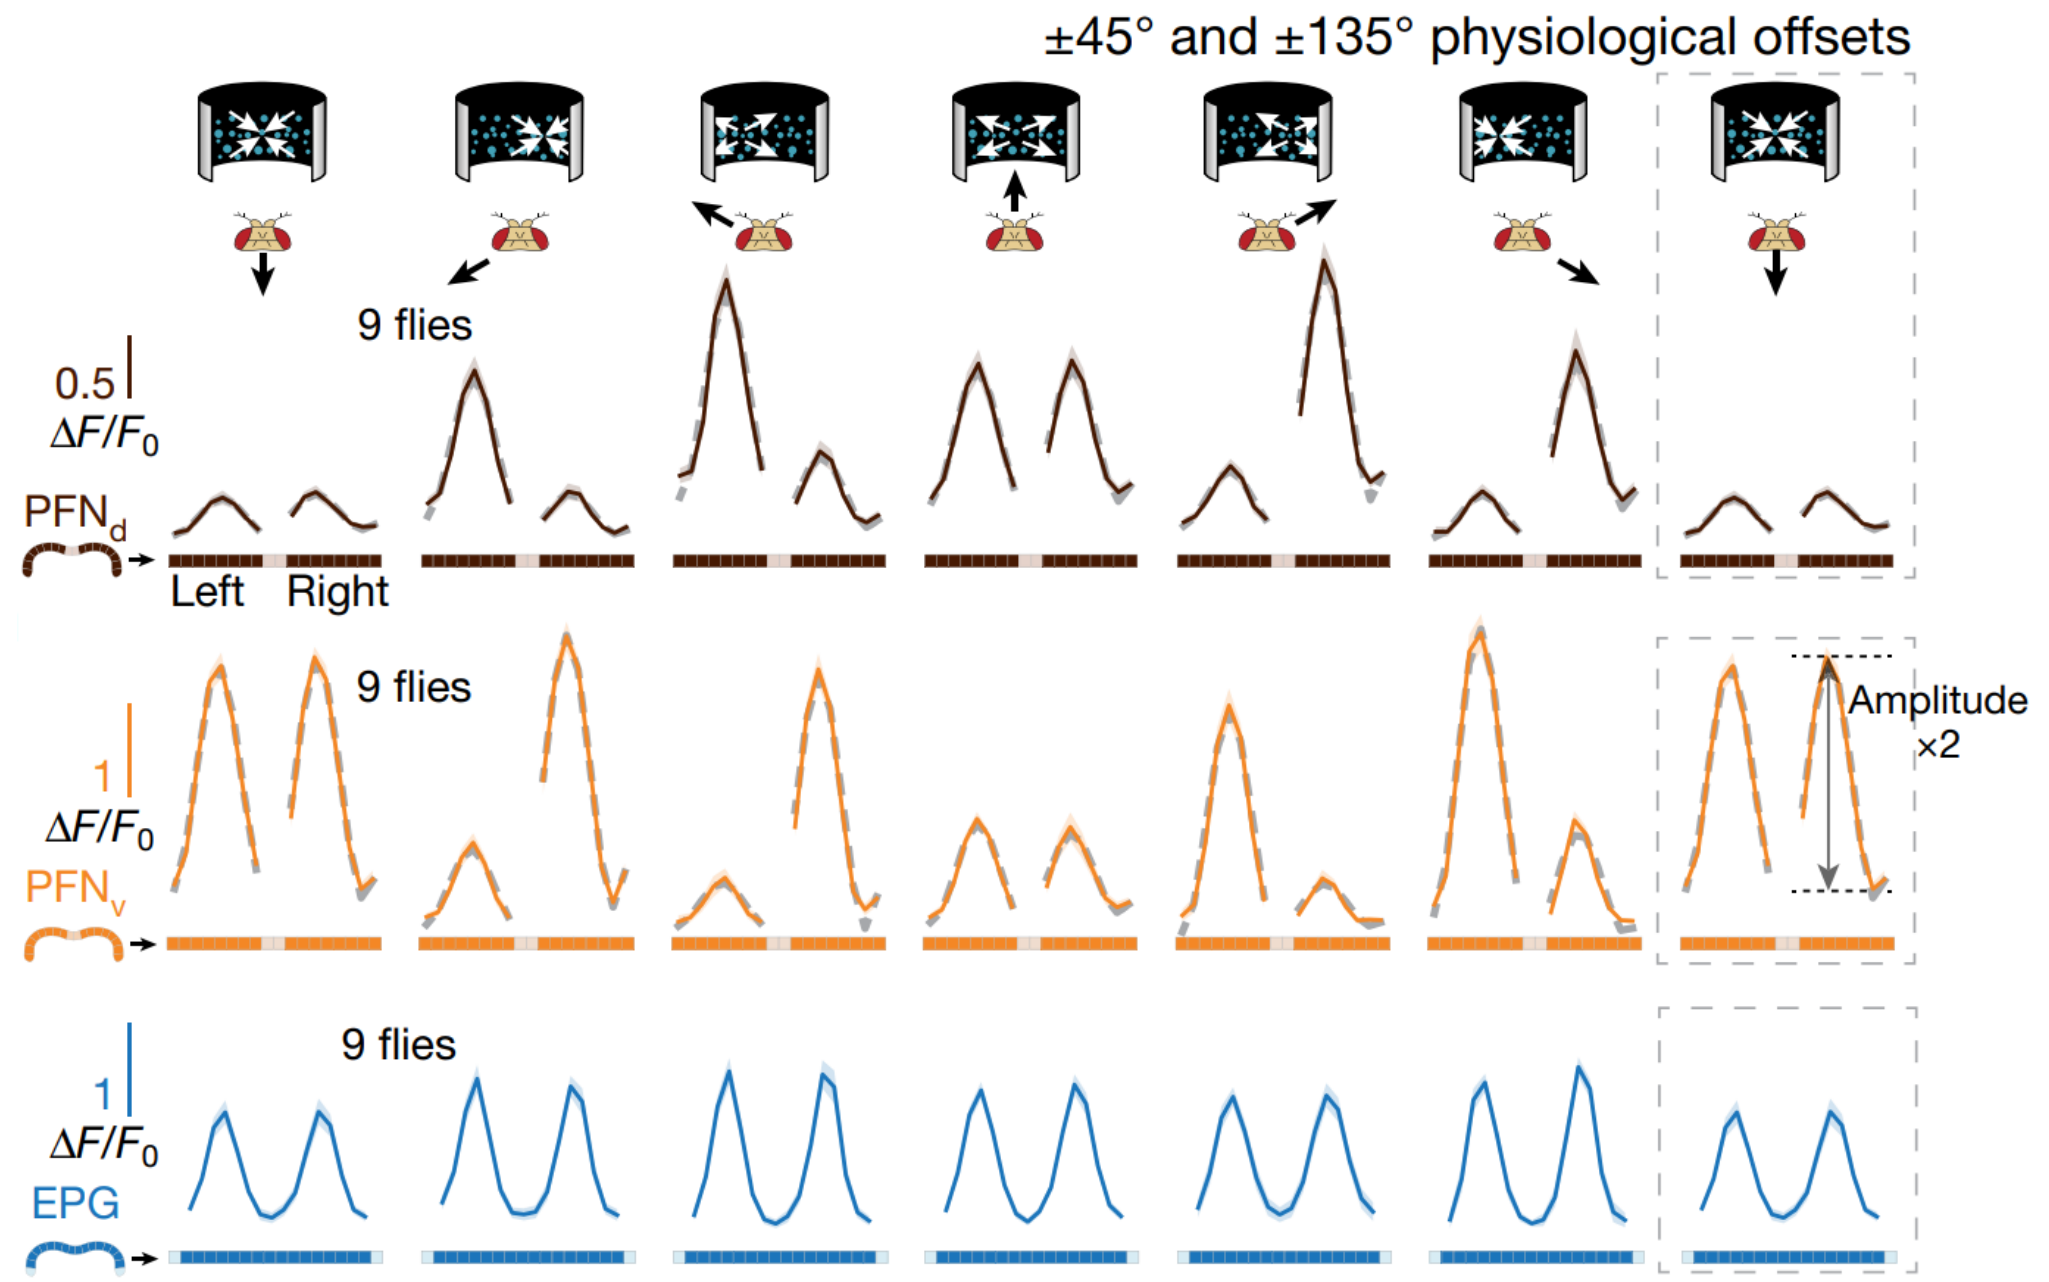 ±45° and ±135° physiological offsets
9 flies
0.5
ΔF/F0
PFNd
Left Right
9 flies
Amplitude
×2
1
ΔF/F0
PFNv
9 flies
1
ΔF/F0
EPG